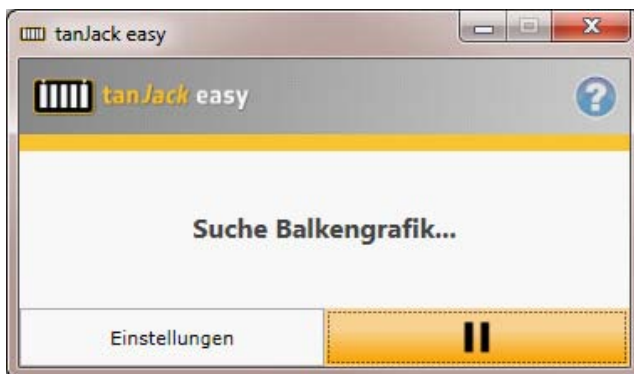 tanJack easy
tanJack easy
?
Suche Balkengrafik...
Einstellungen